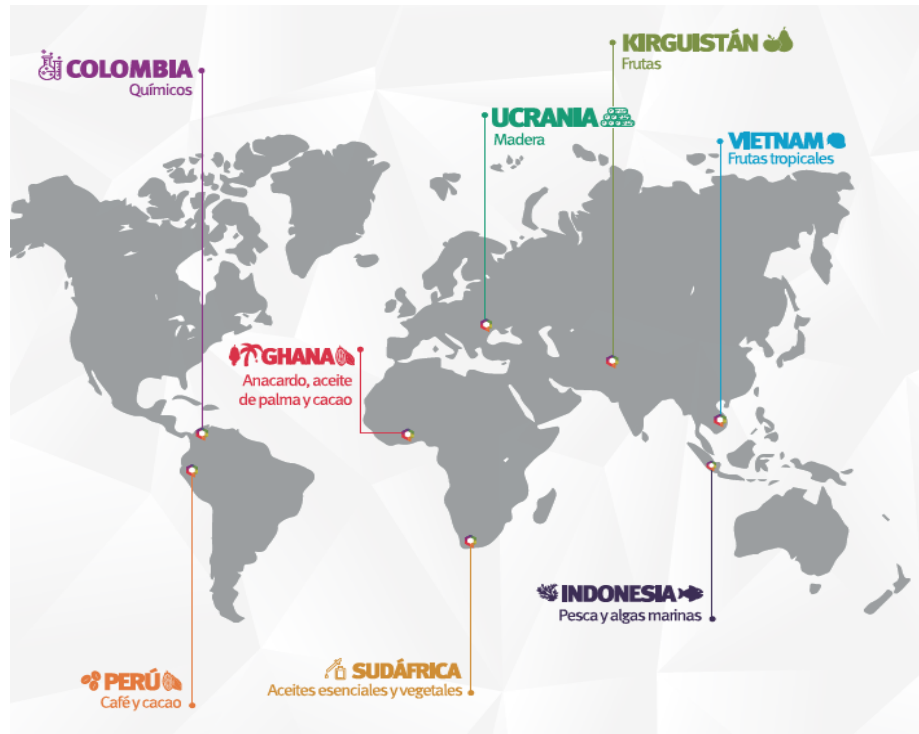 KIRGUISTÁN
Frutas
COLOMBIA
Químicos
UCRANIA
Madera
VIETNAM
Frutas tropicales
GHANA
Anacardo, aceite
de palma y cacao
INDONESIA
Pesca y algas marinas
SUDÁFRICA
Aceites esenciales y vegetales
PERÚ
Café y cacao